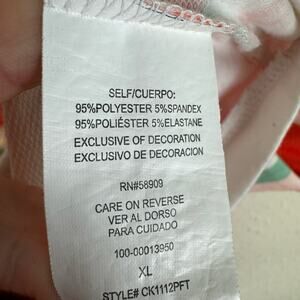 SELF/CUERPO:
95%POLYESTER 5%SPANDEX
95%POLIÉSTER 5%ELASTANE
EXCLUSIVE OF DECORATION
EXCLUSIVO DE DECORACION
RN#58909
CARE ON REVERSE
VER AL DORSO
PARA CUIDADO
100-00013950
XL
STYLE# CK1112PFT